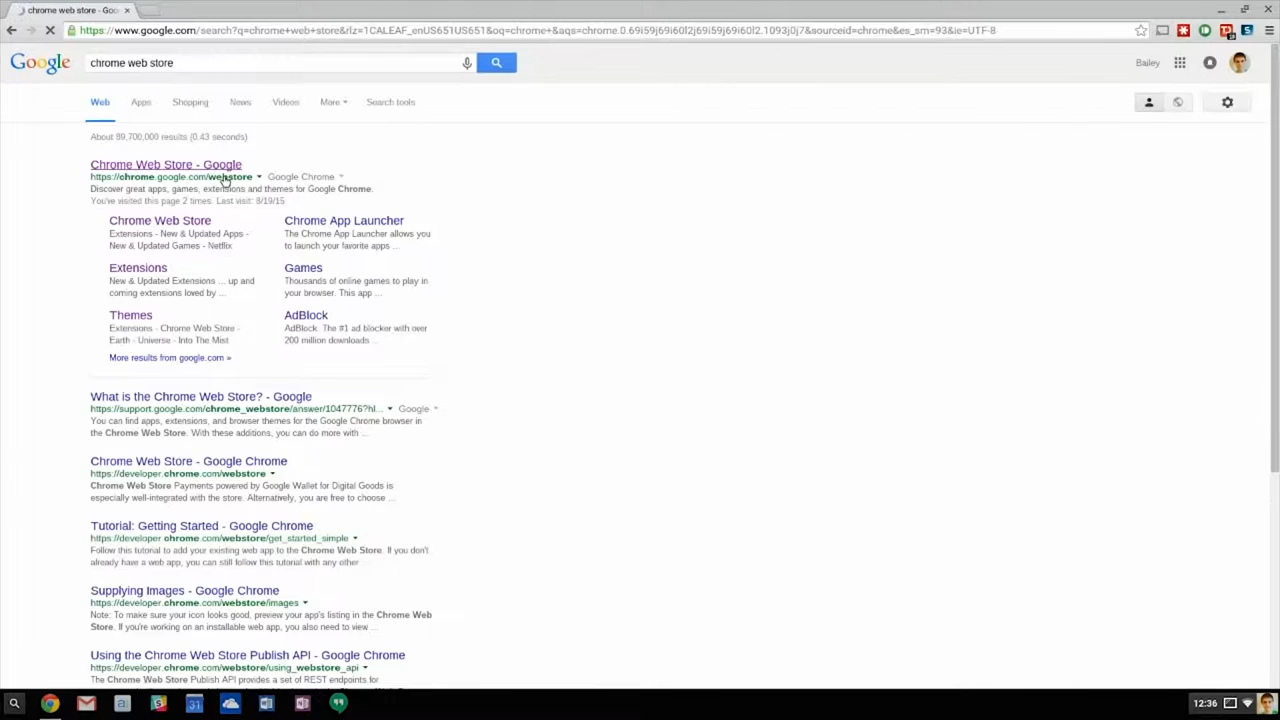 chrome web store - Goo
https://www.google.com/search?q=chrome+web+store&rlz=1CALEAF_enUS651US651&oq=chrome+&aqs=chrome.0.69i59j69i60l2j69i59j69i60l2.1093j0j7&sourceid=chrome&es_sm=93&ie=UTF-8
Google chrome web store Bailey
Web Apps Shopping News Videos More Search tools
About 89,700,000 results (0.43 seconds)
Chrome Web Store - Google
https://chrome.google.com/webstore Google Chrome
Discover great apps, games, extensions and themes for Google Chrome.
You've visited this page 2 times. Last visit: 8/19/15
Chrome Web Store
Extensions - New & Updated Apps -
New & Updated Games - Netflix
Chrome App Launcher
The Chrome App Launcher allows you
to launch your favorite apps ...
Extensions
New & Updated Extensions ... up and
coming extensions loved by ...
Games
Thousands of online games to play in
your browser. This app ...
Themes
Extensions - Chrome Web Store -
Earth - Universe - Into The Mist
AdBlock
AdBlock. The #1 ad blocker with over
200 million downloads ...
More results from google.com »
What is the Chrome Web Store? - Google
https://support.google.com/chrome_webstore/answer/1047776?hl... Google
You can find apps, extensions, and browser themes for the Google Chrome browser in
the Chrome Web Store. With these additions, you can do more with ...
Chrome Web Store - Google Chrome
https://developer.chrome.com/webstore
Chrome Web Store Payments powered by Google Wallet for Digital Goods is
especially well-integrated with the store. Alternatively, you are free to choose ...
Tutorial: Getting Started - Google Chrome
https://developer.chrome.com/webstore/get_started_simple
Follow this tutorial to add your existing web app to the Chrome Web Store. If you don't
already have a web app, you can still follow this tutorial with any other ...
Supplying Images - Google Chrome
https://developer.chrome.com/webstore/images
Note: To make sure your icon looks good, preview your app's listing in the Chrome Web
Store. If you're working on an installable web app, you also need to view ...
Using the Chrome Web Store Publish API - Google Chrome
https://developer.chrome.com/webstore/using_webstore_api
The Chrome Web Store Publish API provides a set of REST endpoints for
31
12:36